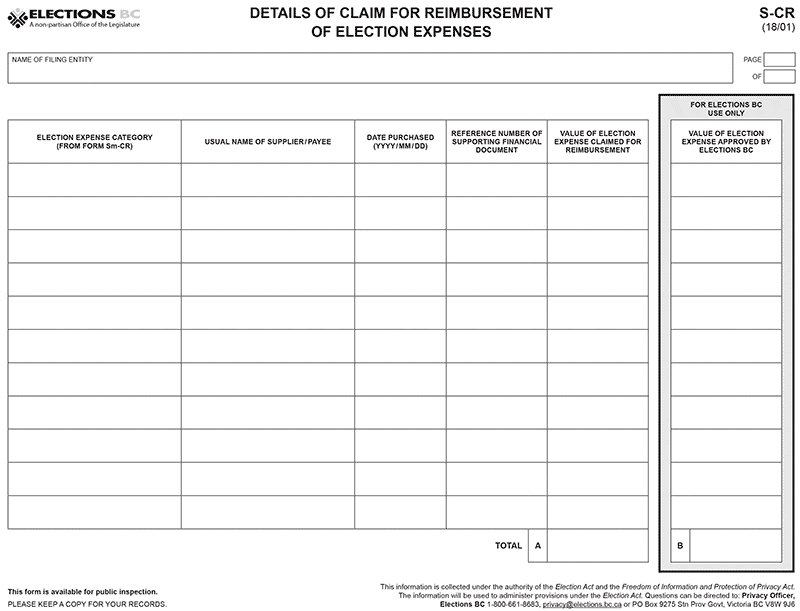 ELECTIONS BC
A non-partisan Office of the Legislature
DETAILS OF CLAIM FOR REIMBURSEMENT
OF ELECTION EXPENSES
S-CR
(18/01)
NAME OF FILING ENTITY
PAGE
OF
FOR ELECTIONS BC
USE ONLY
ELECTION EXPENSE CATEGORY
(FROM FORM Sm-CR)
USUAL NAME OF SUPPLIER/PAYEE
DATE PURCHASED
(YYYY/MM/DD)
REFERENCE NUMBER OF
SUPPORTING FINANCIAL
DOCUMENT
VALUE OF ELECTION
EXPENSE CLAIMED FOR
REIMBURSEMENT
VALUE OF ELECTION
EXPENSE APPROVED BY
ELECTIONS BC
TOTAL A
B
This form is available for public inspection.
PLEASE KEEP A COPY FOR YOUR RECORDS.
This information is collected under the authority of the Election Act and the Freedom of Information and Protection of Privacy Act.
The information will be used to administer provisions under the Election Act. Questions can be directed to: Privacy Officer,
Elections BC 1-800-661-8683, privacy@elections.bc.ca or PO Box 9275 Stn Prov Govt, Victoria BC V8W 9J6